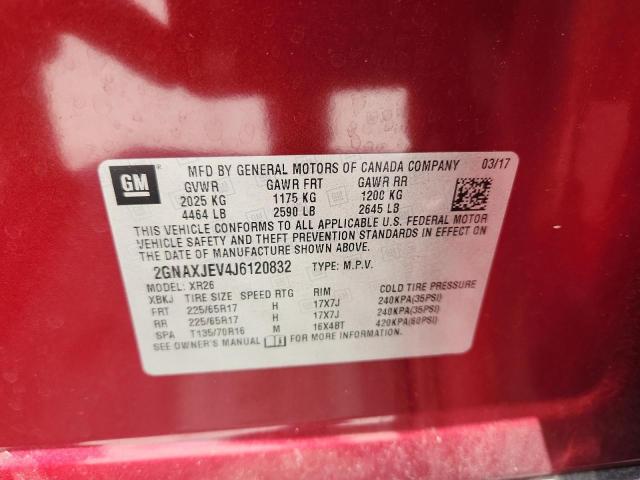 GM
MFD BY GENERAL MOTORS OF CANADA COMPANY 03/17
GVWR GAWR FRT GAWR RR
2025 KG 1175 KG 1200 KG
4464 LB 2590 LB 2645 LB
THIS VEHICLE CONFORMS TO ALL APPLICABLE U.S. FEDERAL MOTOR
VEHICLE SAFETY AND THEFT PREVENTION STANDARDS IN EFFECT ON
THE DATE OF MANUFACTURE SHOWN ABOVE.
2GNAXJEV4J6120832 TYPE: M.P.V.
MODEL: XR26
XBKJ TIRE SIZE SPEED RTG RIM COLD TIRE PRESSURE
FRT 225/65R17 H 17X7J 240KPA(35PSI)
RR 225/65R17 H 17X7J 240KPA(35PSI)
SPA T135/70R16 M 16X4BT 420KPA(60PSI)
SEE OWNER'S MANUAL FOR MORE INFORMATION.